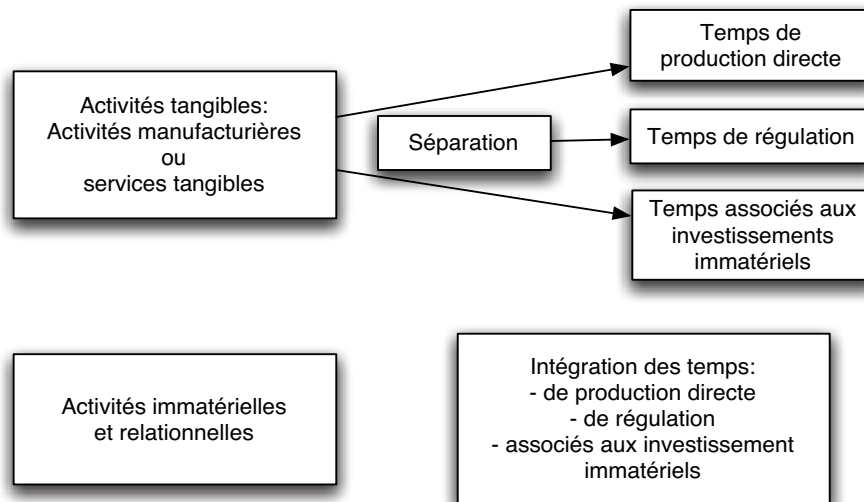 Activités tangibles:
Activités manufacturières
ou
services tangibles
Séparation
Temps de
production directe
Temps de régulation
Temps associés aux
investissements
immatériels
Activités immatérielles
et relationnelles
Intégration des temps:
- de production directe
- de régulation
- associés aux investissement
immatériels